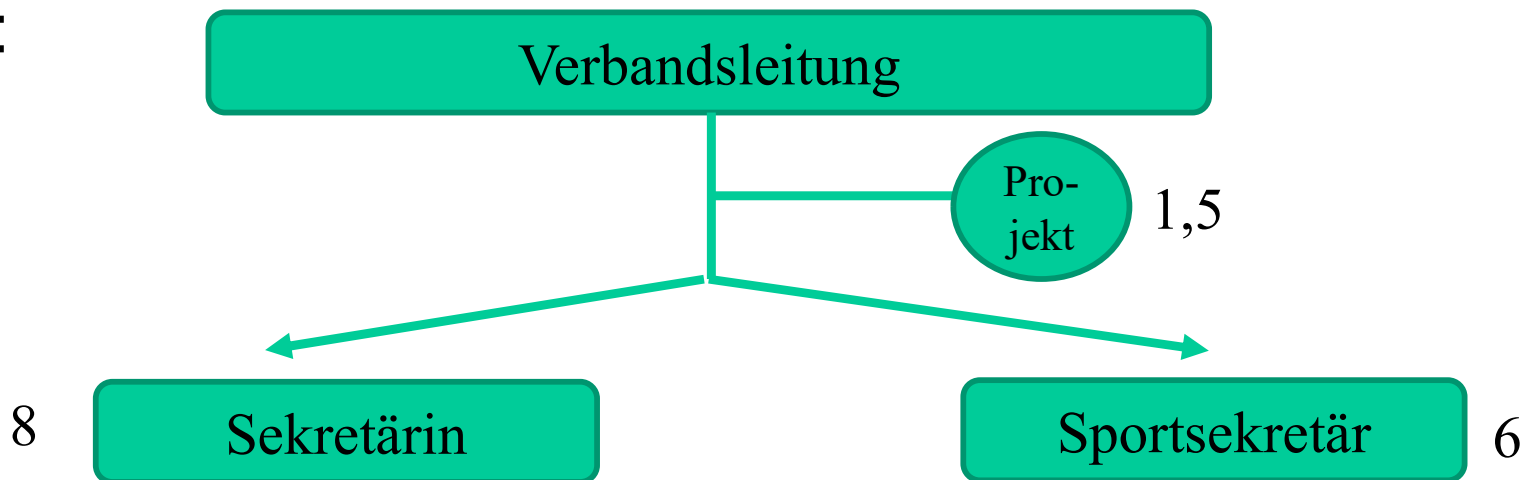 :
Verbandsleitung
Pro-
jekt
1,5
8
Sekretärin
Sportsekretär
6